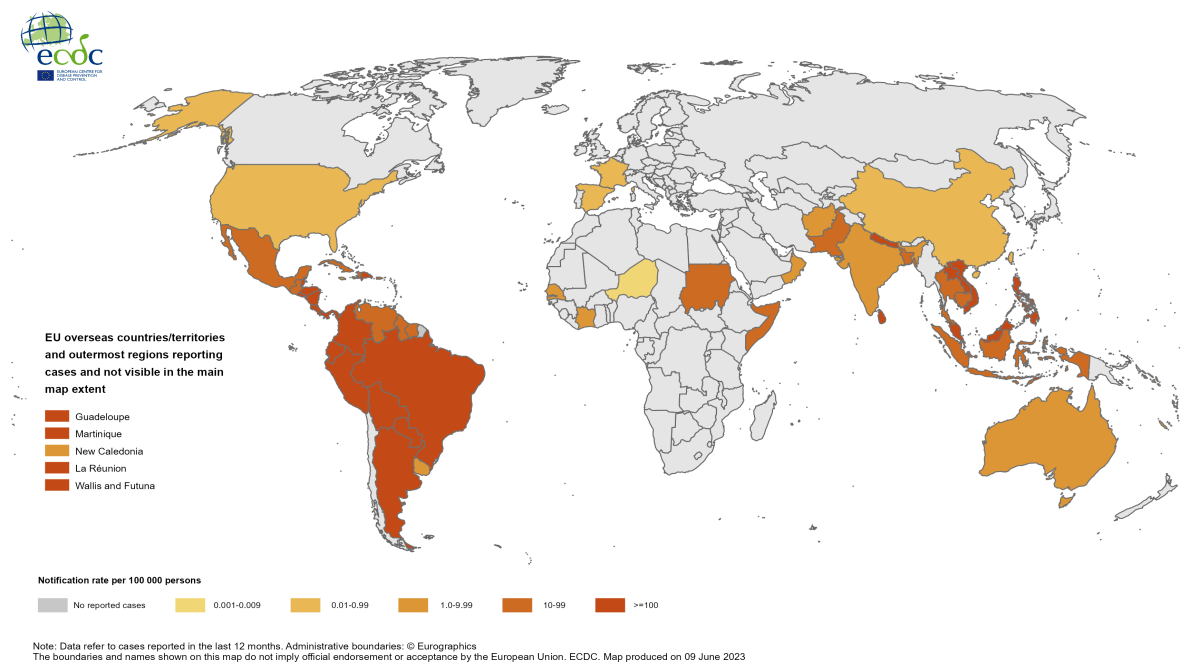 ecdc
EUROPEAN CENTRE FOR
DISEASE PREVENTION
AND CONTROL
EU overseas countries/territories
and outermost regions reporting
cases and not visible in the main
map extent
Guadeloupe
Martinique
New Caledonia
La Réunion
Wallis and Futuna
Notification rate per 100 000 persons
No reported cases
0.001-0.009
0.01-0.99
1.0-9.99
10-99
>=100
Note: Data refer to cases reported in the last 12 months. Administrative boundaries: © Eurographics
The boundaries and names shown on this map do not imply official endorsement or acceptance by the European Union. ECDC. Map produced on 09 June 2023